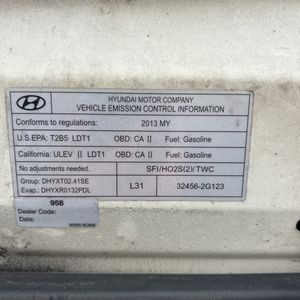 HYUNDAI MOTOR COMPANY
VEHICLE EMISSION CONTROL INFORMATION
Conforms to regulations: 2013 MY
U.S.EPA: T2B5 LDT1 OBD: CA II Fuel: Gasoline
California: ULEV II LDT1 OBD: CA II Fuel: Gasoline
No adjustments needed. SFI/HO2S(2)/TWC
Group: DHYXT02.41SE
Evap: DHYXR0132PDL
L31 32456-2G123
958
Dealer Code:
Date: